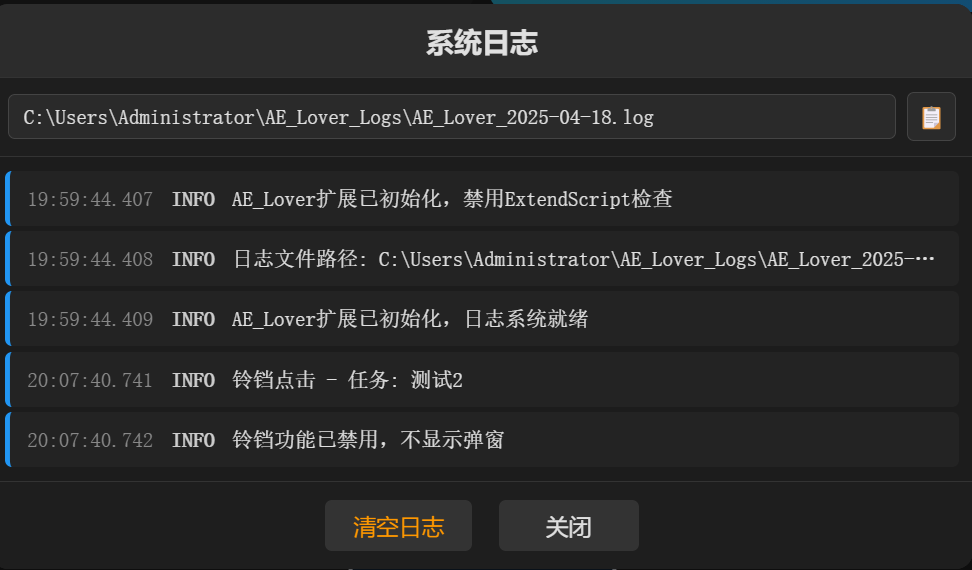 系统日志
C:\Users\Administrator\AE_Lover_Logs\AE_Lover_2025-04-18.log
19:59:44.407 INFO AE_Lover扩展已初始化，禁用ExtendScript检查
19:59:44.408 INFO 日志文件路径: C:\Users\Administrator\AE_Lover_Logs\AE_Lover_2025-…
19:59:44.409 INFO AE_Lover扩展已初始化，日志系统就绪
20:07:40.741 INFO 铃铛点击 - 任务: 测试2
20:07:40.742 INFO 铃铛功能已禁用，不显示弹窗
清空日志 关闭